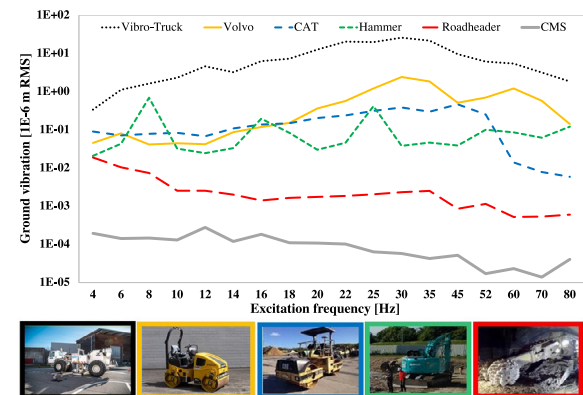 1E+02
Vibro-Truck Volvo CAT Hammer Roadheader CMS
1E+01
1E+00
1E-01
1E-02
1E-03
1E-04
1E-05
Ground vibration [1E-6 m RMS]
4 6 8 10 12 14 16 18 20 22 25 30 35 45 52 60 70 80
Excitation frequency [Hz]